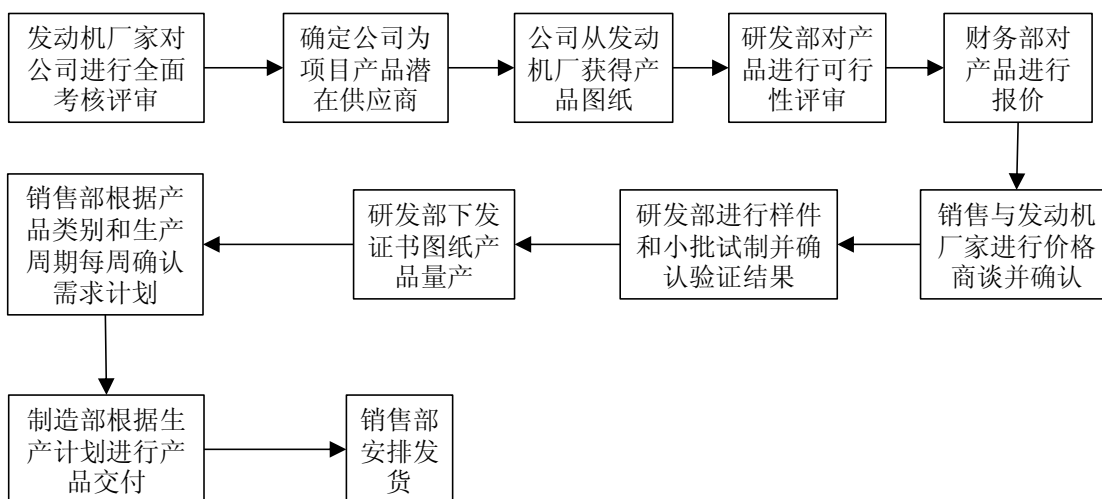 发动机厂家对
公司进行全面
考核评审
确定公司为
项目产品潜
在供应商
公司从发动
机厂获得产
品图纸
研发部对产
品进行可行
性评审
财务部对
产品进行
报价
销售与发动机
厂家进行价格
商谈并确认
研发部进行样件
和小批试制并确
认验证结果
研发部下发
证书图纸产
品量产
销售部根据产
品类别和生产
周期每周确认
需求计划
制造部根据生
产计划进行产
品交付
销售部
安排发
货